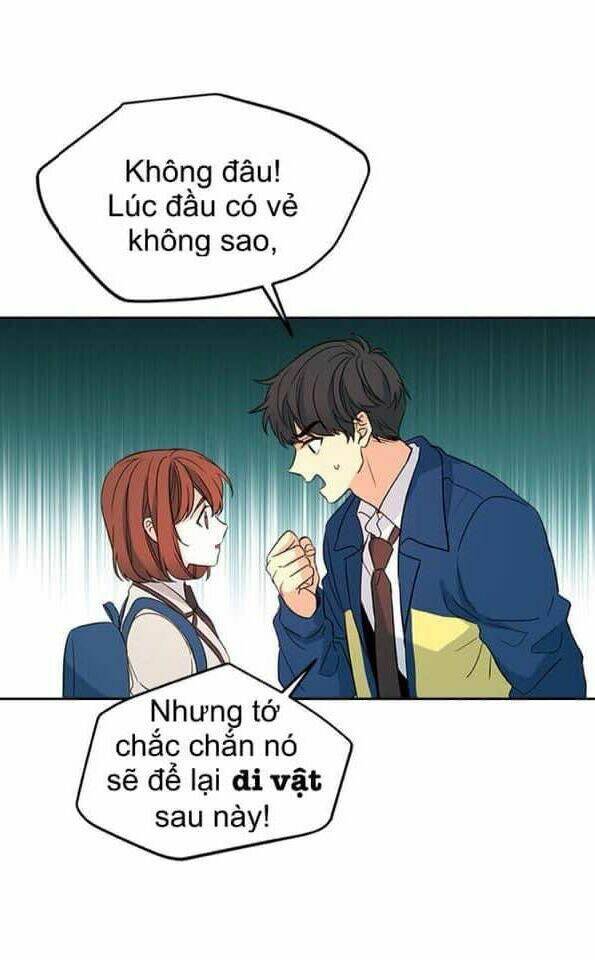 Không đâu!
Lúc đầu có vẻ
không sao,
Nhưng tớ
chắc chắn nó
sẽ để lại di vật
sau này!